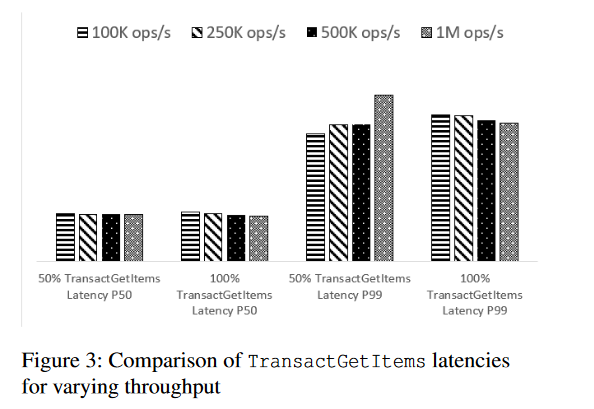 100K ops/s 250K ops/s 500K ops/s 1M ops/s
50% TransactGetItems Latency P50
100% TransactGetItems Latency P50
50% TransactGetItems Latency P99
100% TransactGetItems Latency P99
Figure 3: Comparison of TransactGetItems latencies
for varying throughput